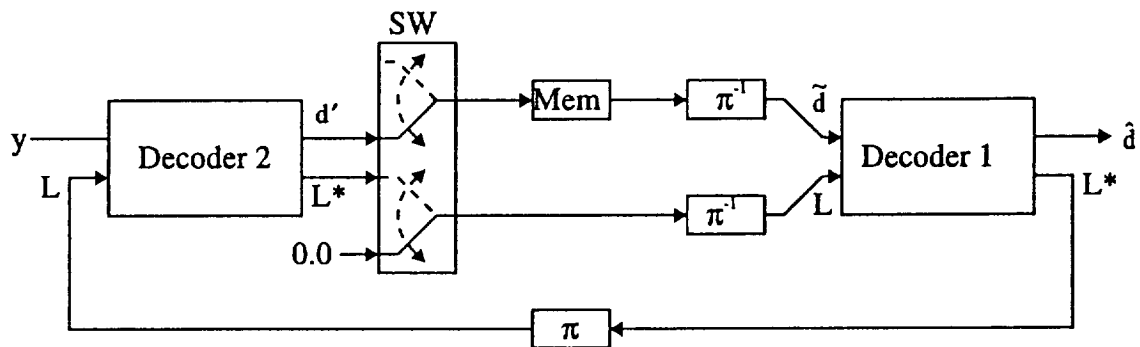 SW
y
L
Decoder 2
d′
L*
0.0
Mem
π⁻¹
π⁻¹
d̃
L
Decoder 1
d̂
L*
π